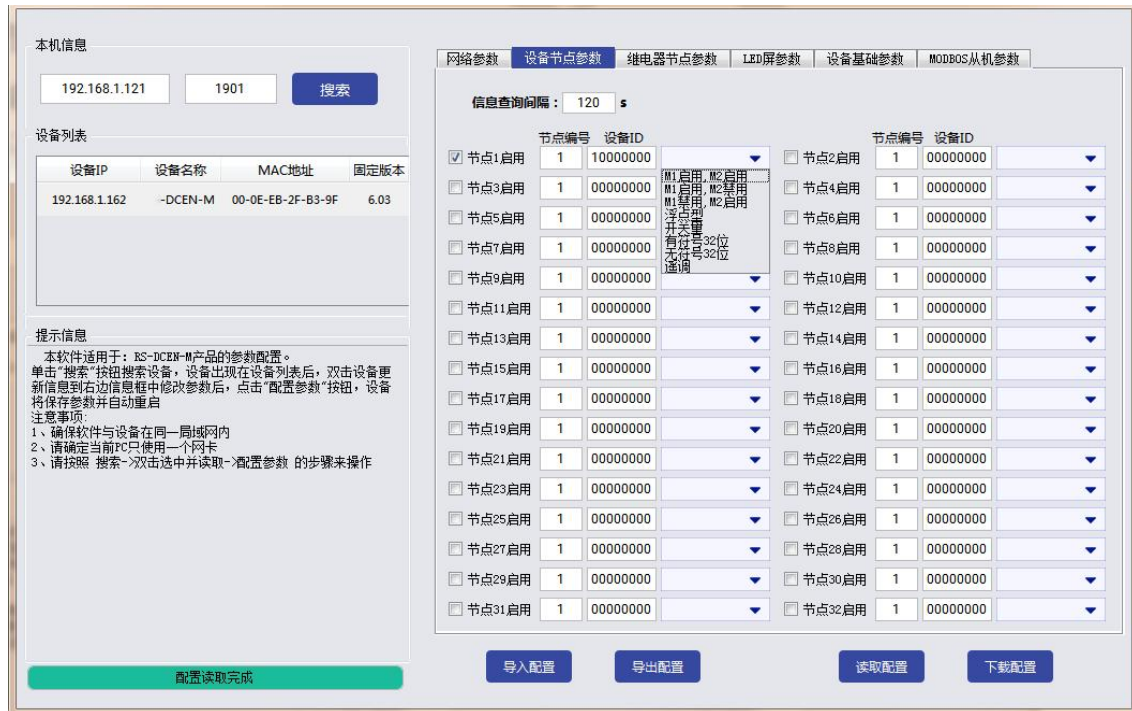 本机信息
192.168.1.121 1901 搜索
设备列表
设备IP 设备名称 MAC地址 固定版本
192.168.1.162 -DCEN-M 00-0E-EB-2F-B3-9F 6.03
提示信息
本软件适用于：RS-DCEN-M产品的参数配置。
单击"搜索"按钮搜索设备，设备出现在设备列表后，双击设备更
新信息到右边信息框中修改参数后，点击"配置参数"按钮，设备
将保存参数并自动重启
注意事项：
1、确保软件与设备在同一局域网内
2、请确定当前PC只使用一个网卡
3、请按照 搜索->双击选中并读取->配置参数 的步骤来操作
配置读取完成
网络参数 设备节点参数 继电器节点参数 LED屏参数 设备基础参数 MODBOS从机参数
信息查询间隔： 120 s
节点编号 设备ID 节点编号 设备ID
节点1启用 1 10000000 节点2启用 1 00000000
M1启用,M2启用
M1启用,M2禁用
M1禁用,M2启用
浮点型
开关量
有符号32位
无符号32位
遥调
节点3启用 1 00000000 节点4启用 1 00000000
节点5启用 1 00000000 节点6启用 1 00000000
节点7启用 1 00000000 节点8启用 1 00000000
节点9启用 1 00000000 节点10启用 1 00000000
节点11启用 1 00000000 节点12启用 1 00000000
节点13启用 1 00000000 节点14启用 1 00000000
节点15启用 1 00000000 节点16启用 1 00000000
节点17启用 1 00000000 节点18启用 1 00000000
节点19启用 1 00000000 节点20启用 1 00000000
节点21启用 1 00000000 节点22启用 1 00000000
节点23启用 1 00000000 节点24启用 1 00000000
节点25启用 1 00000000 节点26启用 1 00000000
节点27启用 1 00000000 节点28启用 1 00000000
节点29启用 1 00000000 节点30启用 1 00000000
节点31启用 1 00000000 节点32启用 1 00000000
导入配置 导出配置 读取配置 下载配置